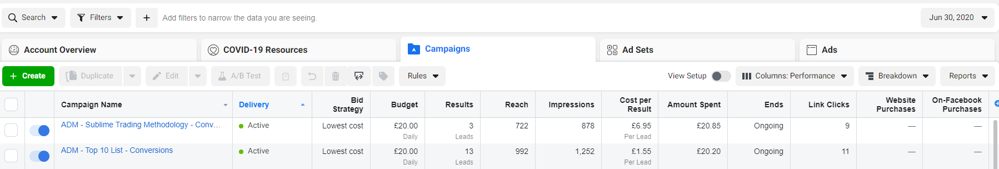 Search Filters + Add filters to narrow the data you are seeing. Jun 30, 2020
Account Overview COVID-19 Resources Campaigns Ad Sets Ads
+ Create Duplicate Edit A/B Test Rules View Setup Columns: Performance Breakdown Reports
Campaign Name Delivery Bid Strategy Budget Results Reach Impressions Cost per Result Amount Spent Ends Link Clicks Website Purchases On-Facebook Purchases
ADM - Sublime Trading Methodology - Conv... Active Lowest cost £20.00 3 722 878 £6.95 £20.85 Ongoing 9 — —
Daily Leads Per Lead
ADM - Top 10 List - Conversions Active Lowest cost £20.00 13 992 1,252 £1.55 £20.20 Ongoing 11 — —
Daily Leads Per Lead